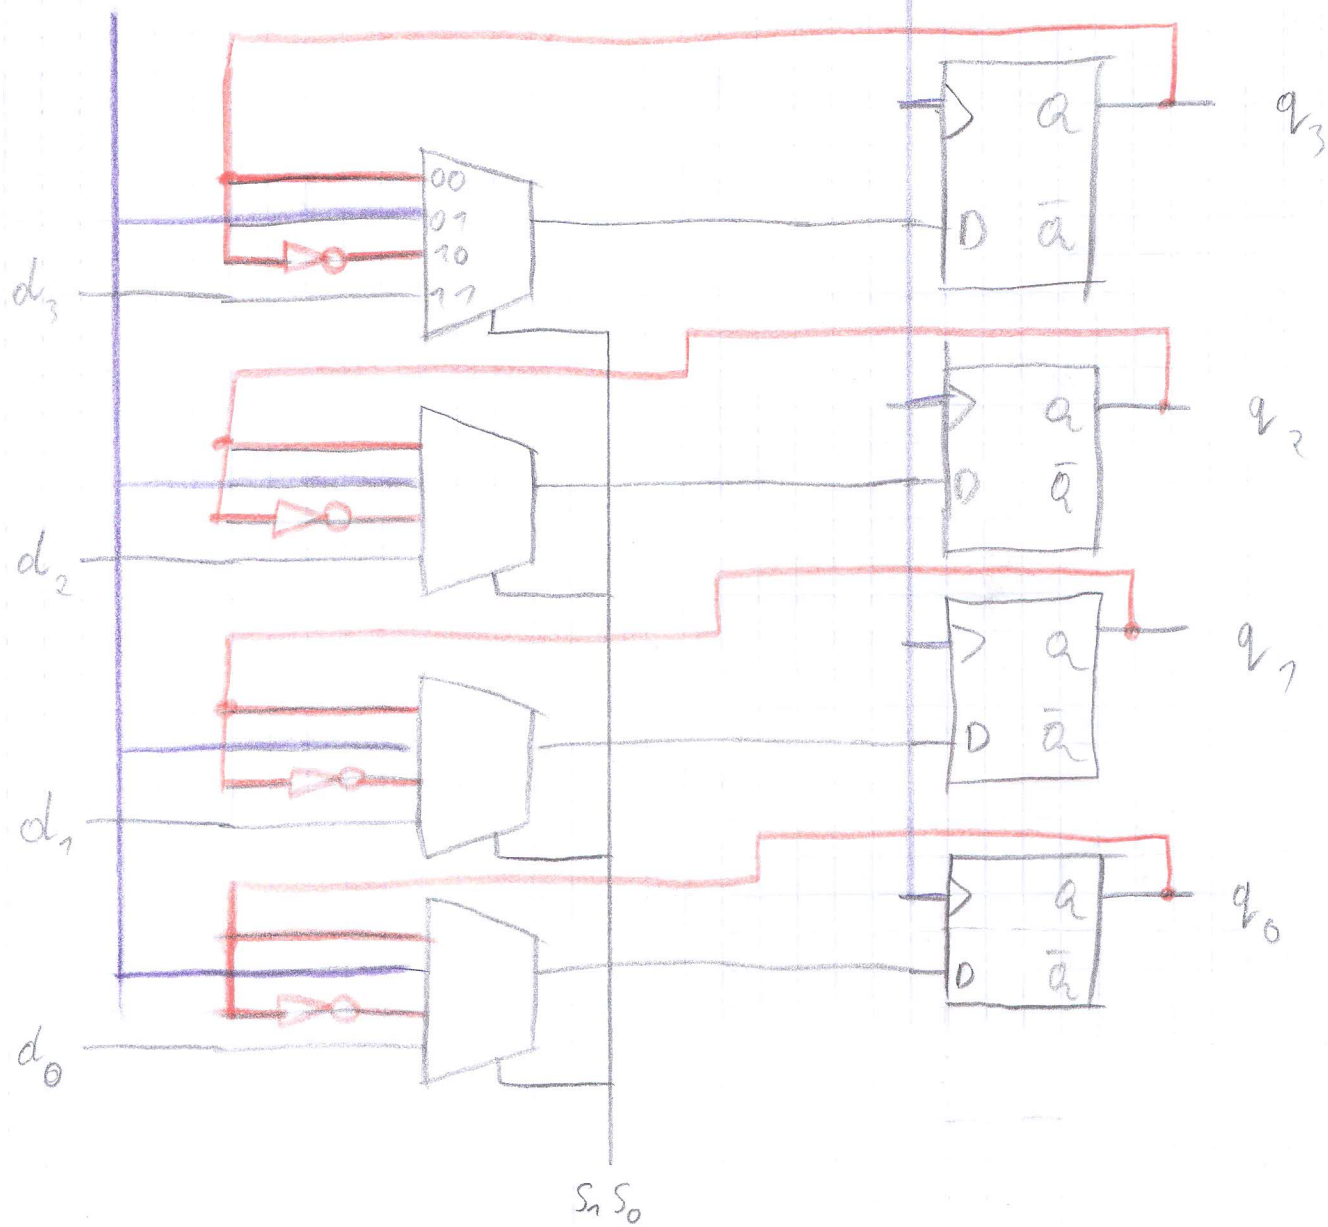 Q q₃
00
01
D Q̅
10
d₃ 11
Q q₂
D Q̅
d₂
Q q₁
D Q̅
d₁
Q q₀
D Q̅
d₀
S₁ S₀